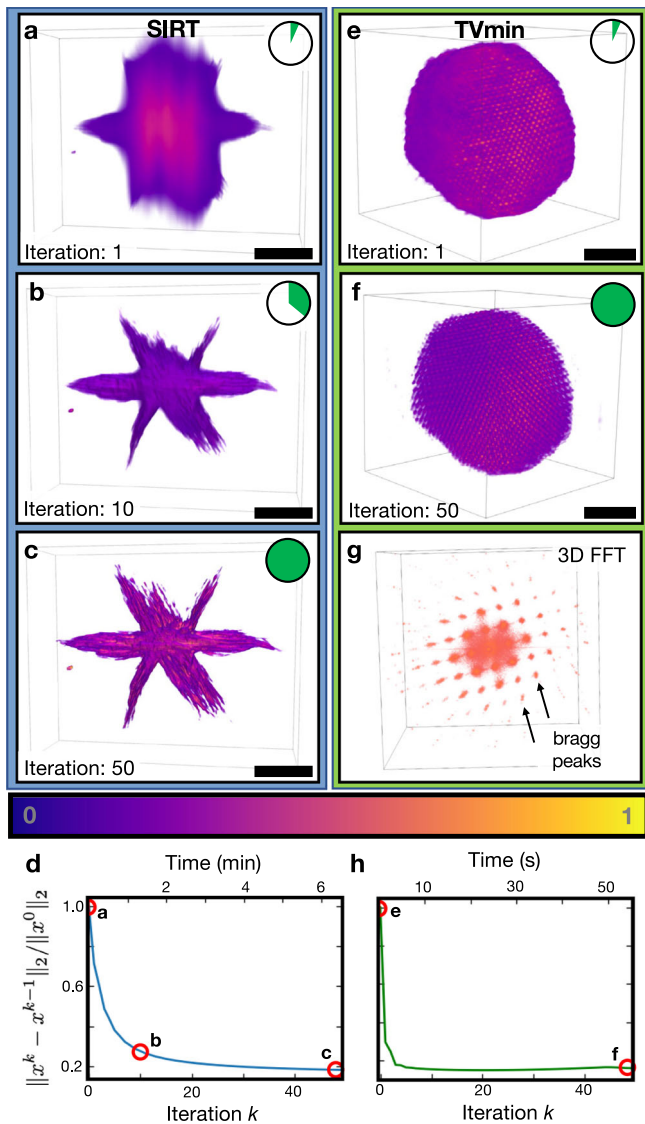 a SIRT
Iteration: 1
b
Iteration: 10
c
Iteration: 50
e TVmin
Iteration: 1
f
Iteration: 50
g 3D FFT
bragg
peaks
0 1
d Time (min)
2 4 6
1.0
0.6
0.2
‖x^k − x^{k−1}‖₂/‖x^0‖₂
a
b
c
0 20 40
Iteration k
h Time (s)
10 30 50
e
f
0 20 40
Iteration k